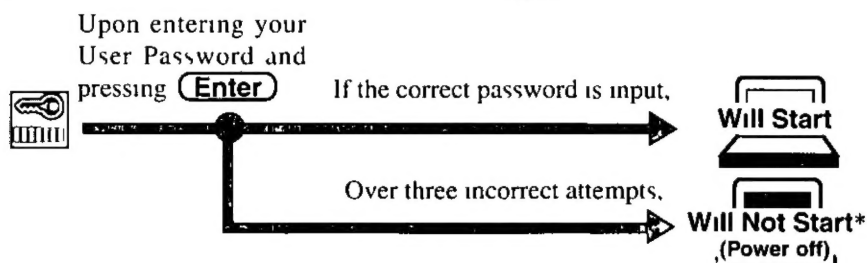 Upon entering your
User Password and
pressing Enter
If the correct password is input,
Will Start
Over three incorrect attempts,
Will Not Start*
(Power off)